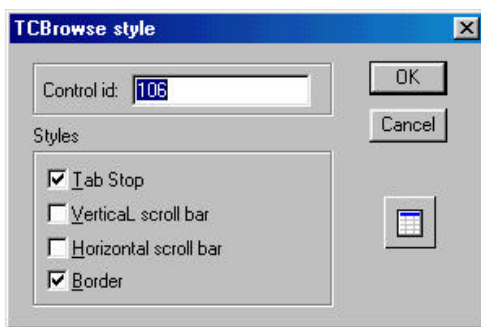 TCBrowse style
Control id: 106
OK
Cancel
Styles
Tab Stop
VerticaL scroll bar
Horizontal scroll bar
Border